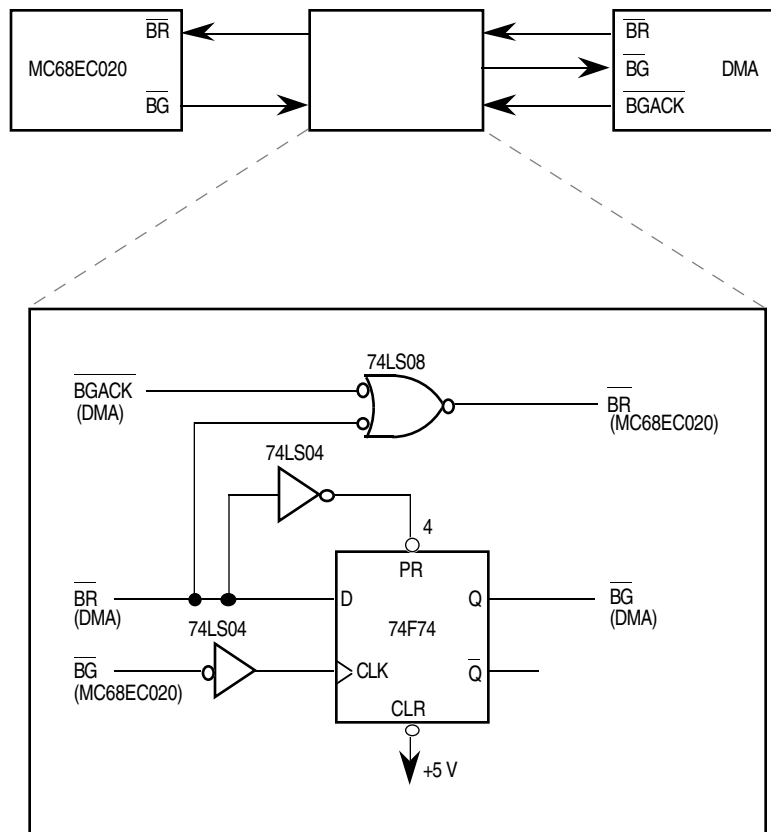 BR
BR
MC68EC020
BG
DMA
BG
BGACK
74LS08
BGACK
(DMA)
BR
(MC68EC020)
74LS04
4
PR
BR
(DMA)
D
Q
BG
(DMA)
74LS04
74F74
BG
(MC68EC020)
CLK
Q
CLR
+5 V